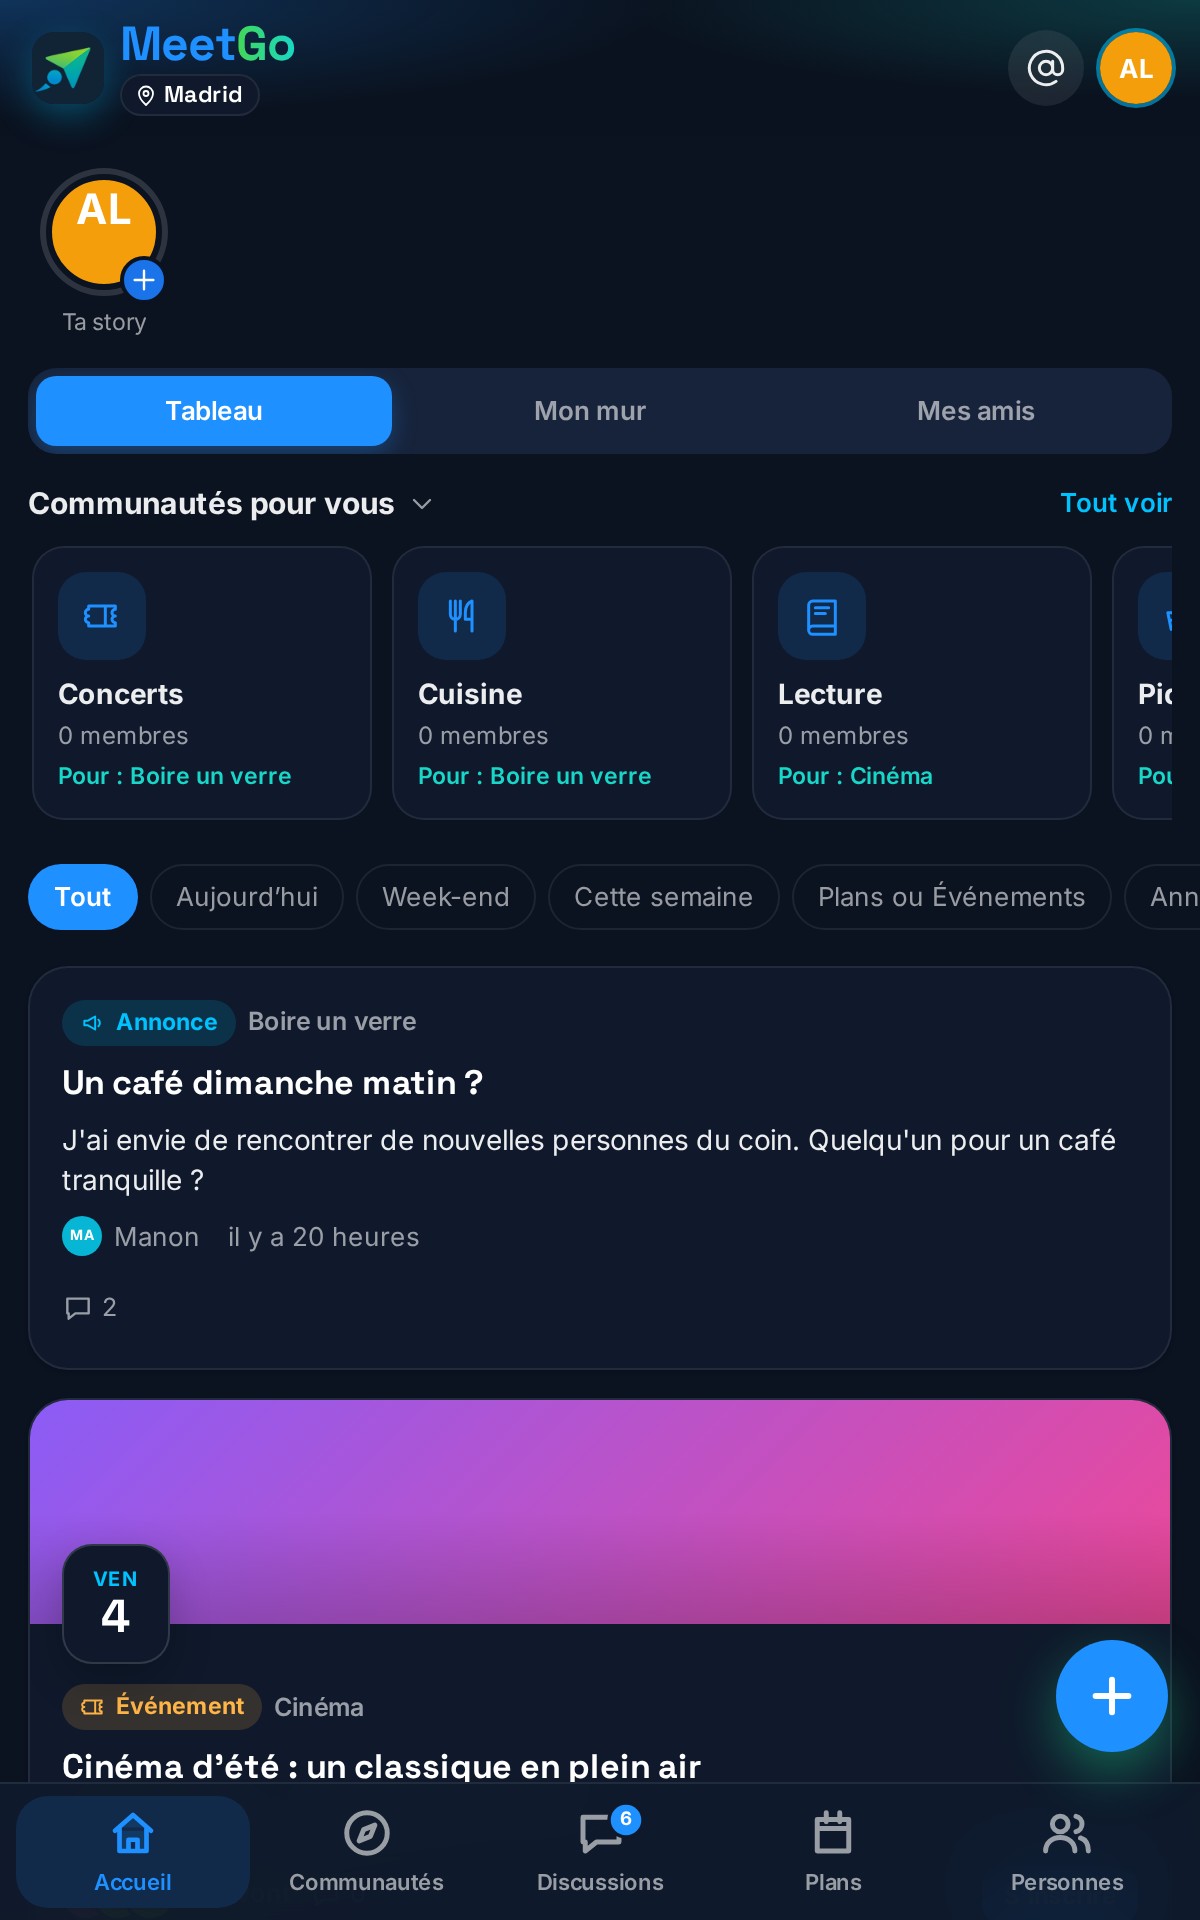 MeetGo
Madrid
@
AL
AL
Ta story
Tableau
Mon mur
Mes amis
Communautés pour vous
Tout voir
Concerts
0 membres
Pour : Boire un verre
Cuisine
0 membres
Pour : Boire un verre
Lecture
0 membres
Pour : Cinéma
Tout
Aujourd’hui
Week-end
Cette semaine
Plans ou Événements
Annonce
Boire un verre
Un café dimanche matin ?
J'ai envie de rencontrer de nouvelles personnes du coin. Quelqu'un pour un café
tranquille ?
MA
Manon
il y a 20 heures
2
VEN
4
Événement
Cinéma
Cinéma d’été : un classique en plein air
Accueil
Communautés
6
Discussions
Plans
Personnes